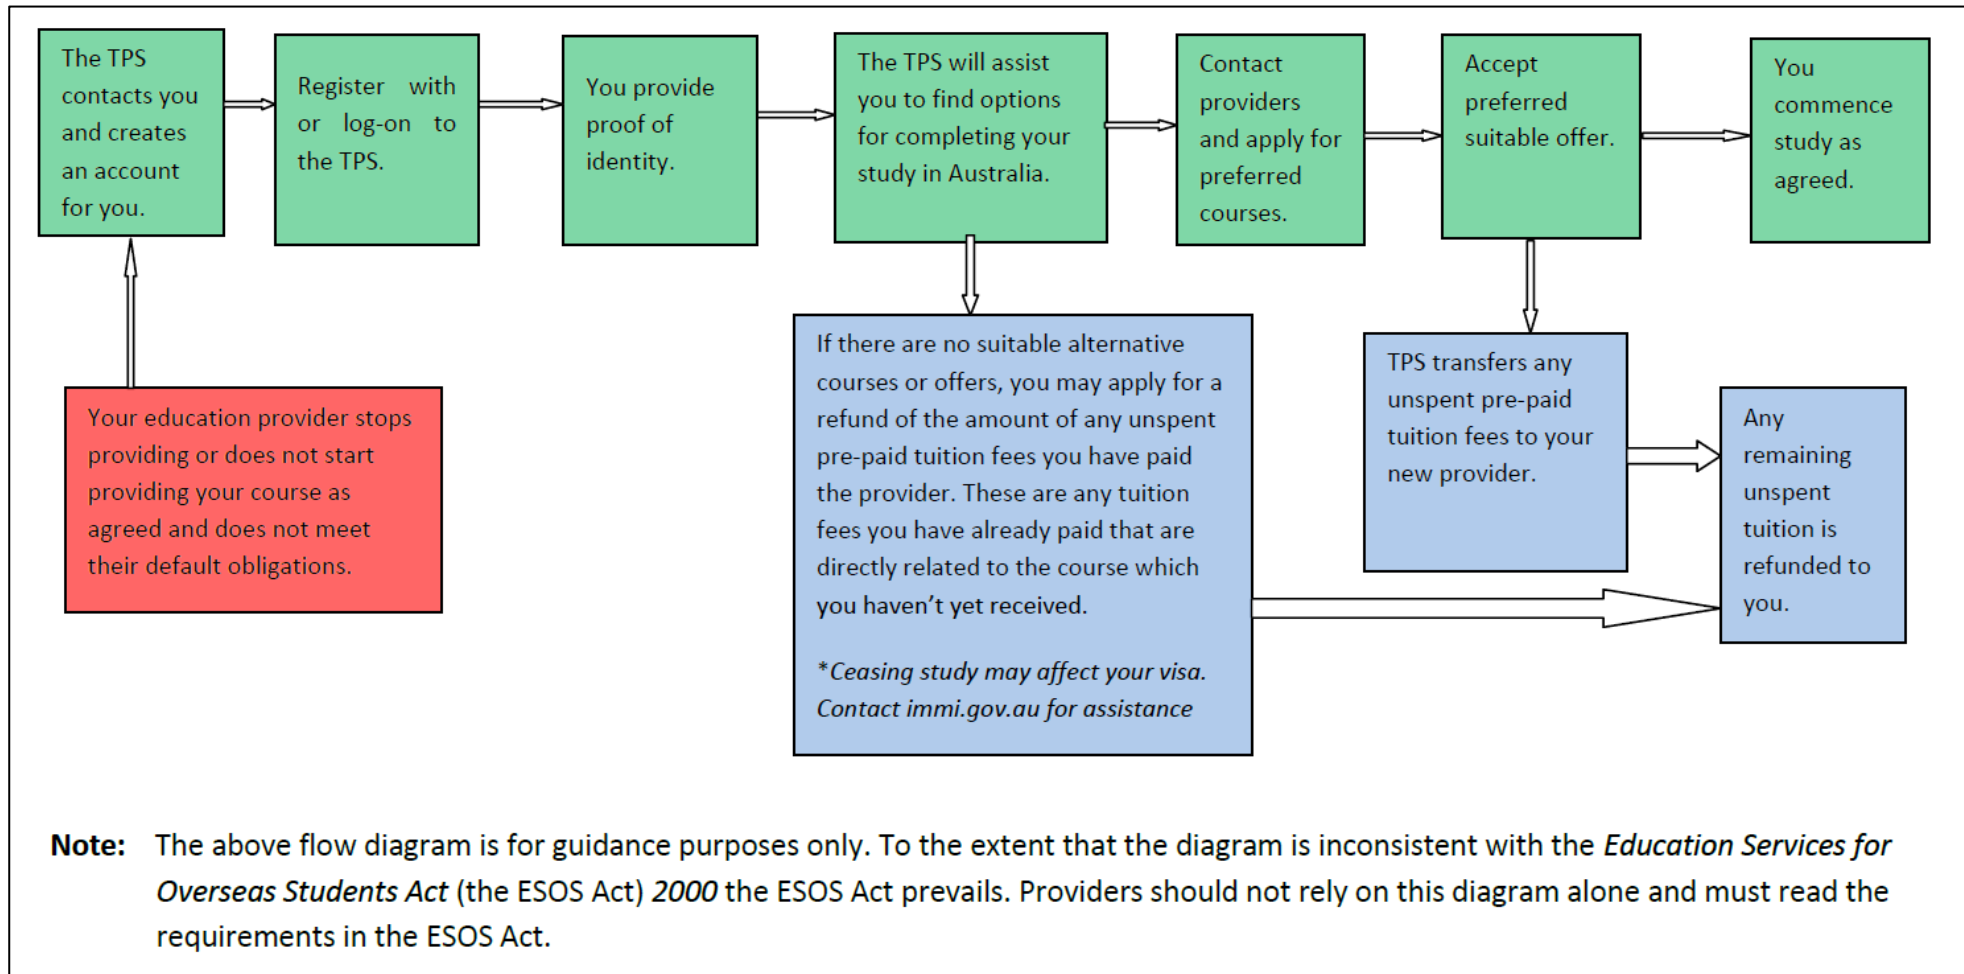 The TPS
contacts you
and creates
an account
for you.
Register with
or log-on to
the TPS.
You provide
proof of
identity.
The TPS will assist
you to find options
for completing your
study in Australia.
Contact
providers
and apply for
preferred
courses.
Accept
preferred
suitable offer.
You
commence
study as
agreed.
Your education provider stops
providing or does not start
providing your course as
agreed and does not meet
their default obligations.
If there are no suitable alternative
courses or offers, you may apply for a
refund of the amount of any unspent
pre-paid tuition fees you have paid
the provider. These are any tuition
fees you have already paid that are
directly related to the course which
you haven’t yet received.
*Ceasing study may affect your visa.
Contact immi.gov.au for assistance
TPS transfers any
unspent pre-paid
tuition fees to your
new provider.
Any
remaining
unspent
tuition is
refunded to
you.
Note: The above flow diagram is for guidance purposes only. To the extent that the diagram is inconsistent with the Education Services for
Overseas Students Act (the ESOS Act) 2000 the ESOS Act prevails. Providers should not rely on this diagram alone and must read the
requirements in the ESOS Act.